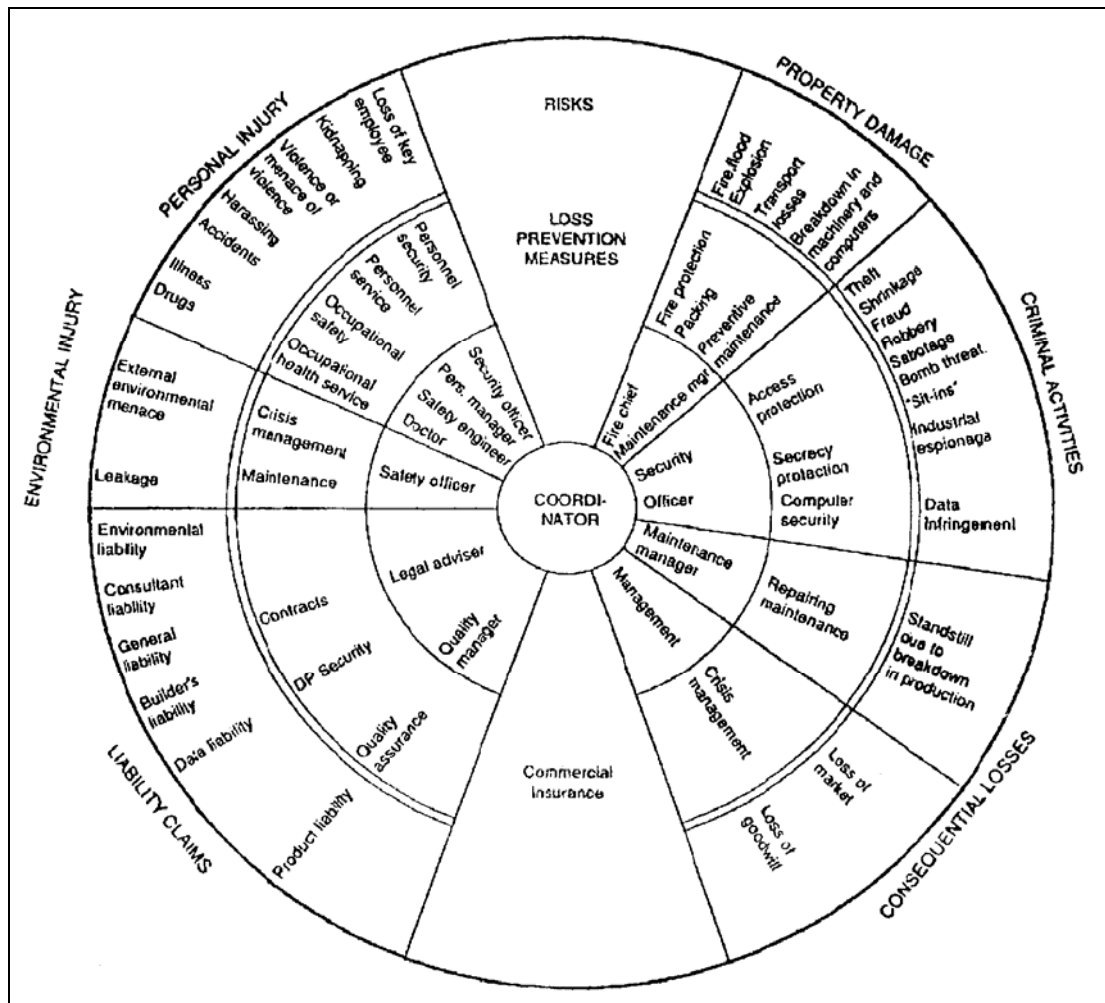 PERSONAL INJURY
Loss of key
employee
Kidnapping
Violence or
menace of
violence
Harassing
Accidents
Illness
Drugs
Personnel
security
Personnel
service
Occupational
safety
Occupational
health service
Security officer
Pers. manager
Safety engineer
Doctor
RISKS
LOSS
PREVENTION
MEASURES
PROPERTY DAMAGE
Fire,flood
Explosion
Transport
losses
Breakdown in
machinery and
computers
Fire protection
Packing
Preventive
maintenance
Fire chief
Maintenance mgr
CRIMINAL ACTIVITIES
Theft
Shrinkage
Fraud
Robbery
Sabotage
Bomb threat.
"Sit-ins"
Industrial
espionaga
Data
infringement
Access
protection
Secrecy
protection
Computer
security
Security
Officer
COORDI-
NATOR
ENVIRONMENTAL INJURY
External
environmental
menace
Leakage
Crisis
management
Maintenance
Safety officer
LIABILITY CLAIMS
Environmental
liability
Consultant
liability
General
liability
Builder's
liability
Data liability
Product liability
Contracts
DP Security
Quality
assurance
Legal adviser
Quality
manager
Commercial
insurance
CONSEQUENTIAL LOSSES
Standstill
due to
breakdown
in production
Loss of
market
Loss of
goodwill
Repairing
maintenance
Crisis
management
Maintenance
manager
Management